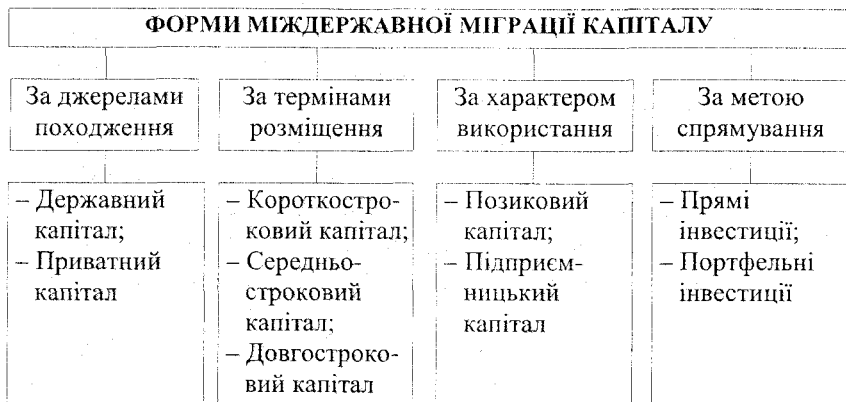 ФОРМИ МІЖДЕРЖАВНОЇ МІГРАЦІЇ КАПІТАЛУ
За джерелами
походження
За термінами
розміщення
За характером
використання
За метою
спрямування
– Державний
капітал;
– Приватний
капітал
– Короткостро-
ковий капітал;
– Середньо-
строковий
капітал;
– Довгостроко-
вий капітал
– Позиковий
капітал;
– Підприєм-
ницький
капітал
– Прямі
інвестиції;
– Портфельні
інвестиції